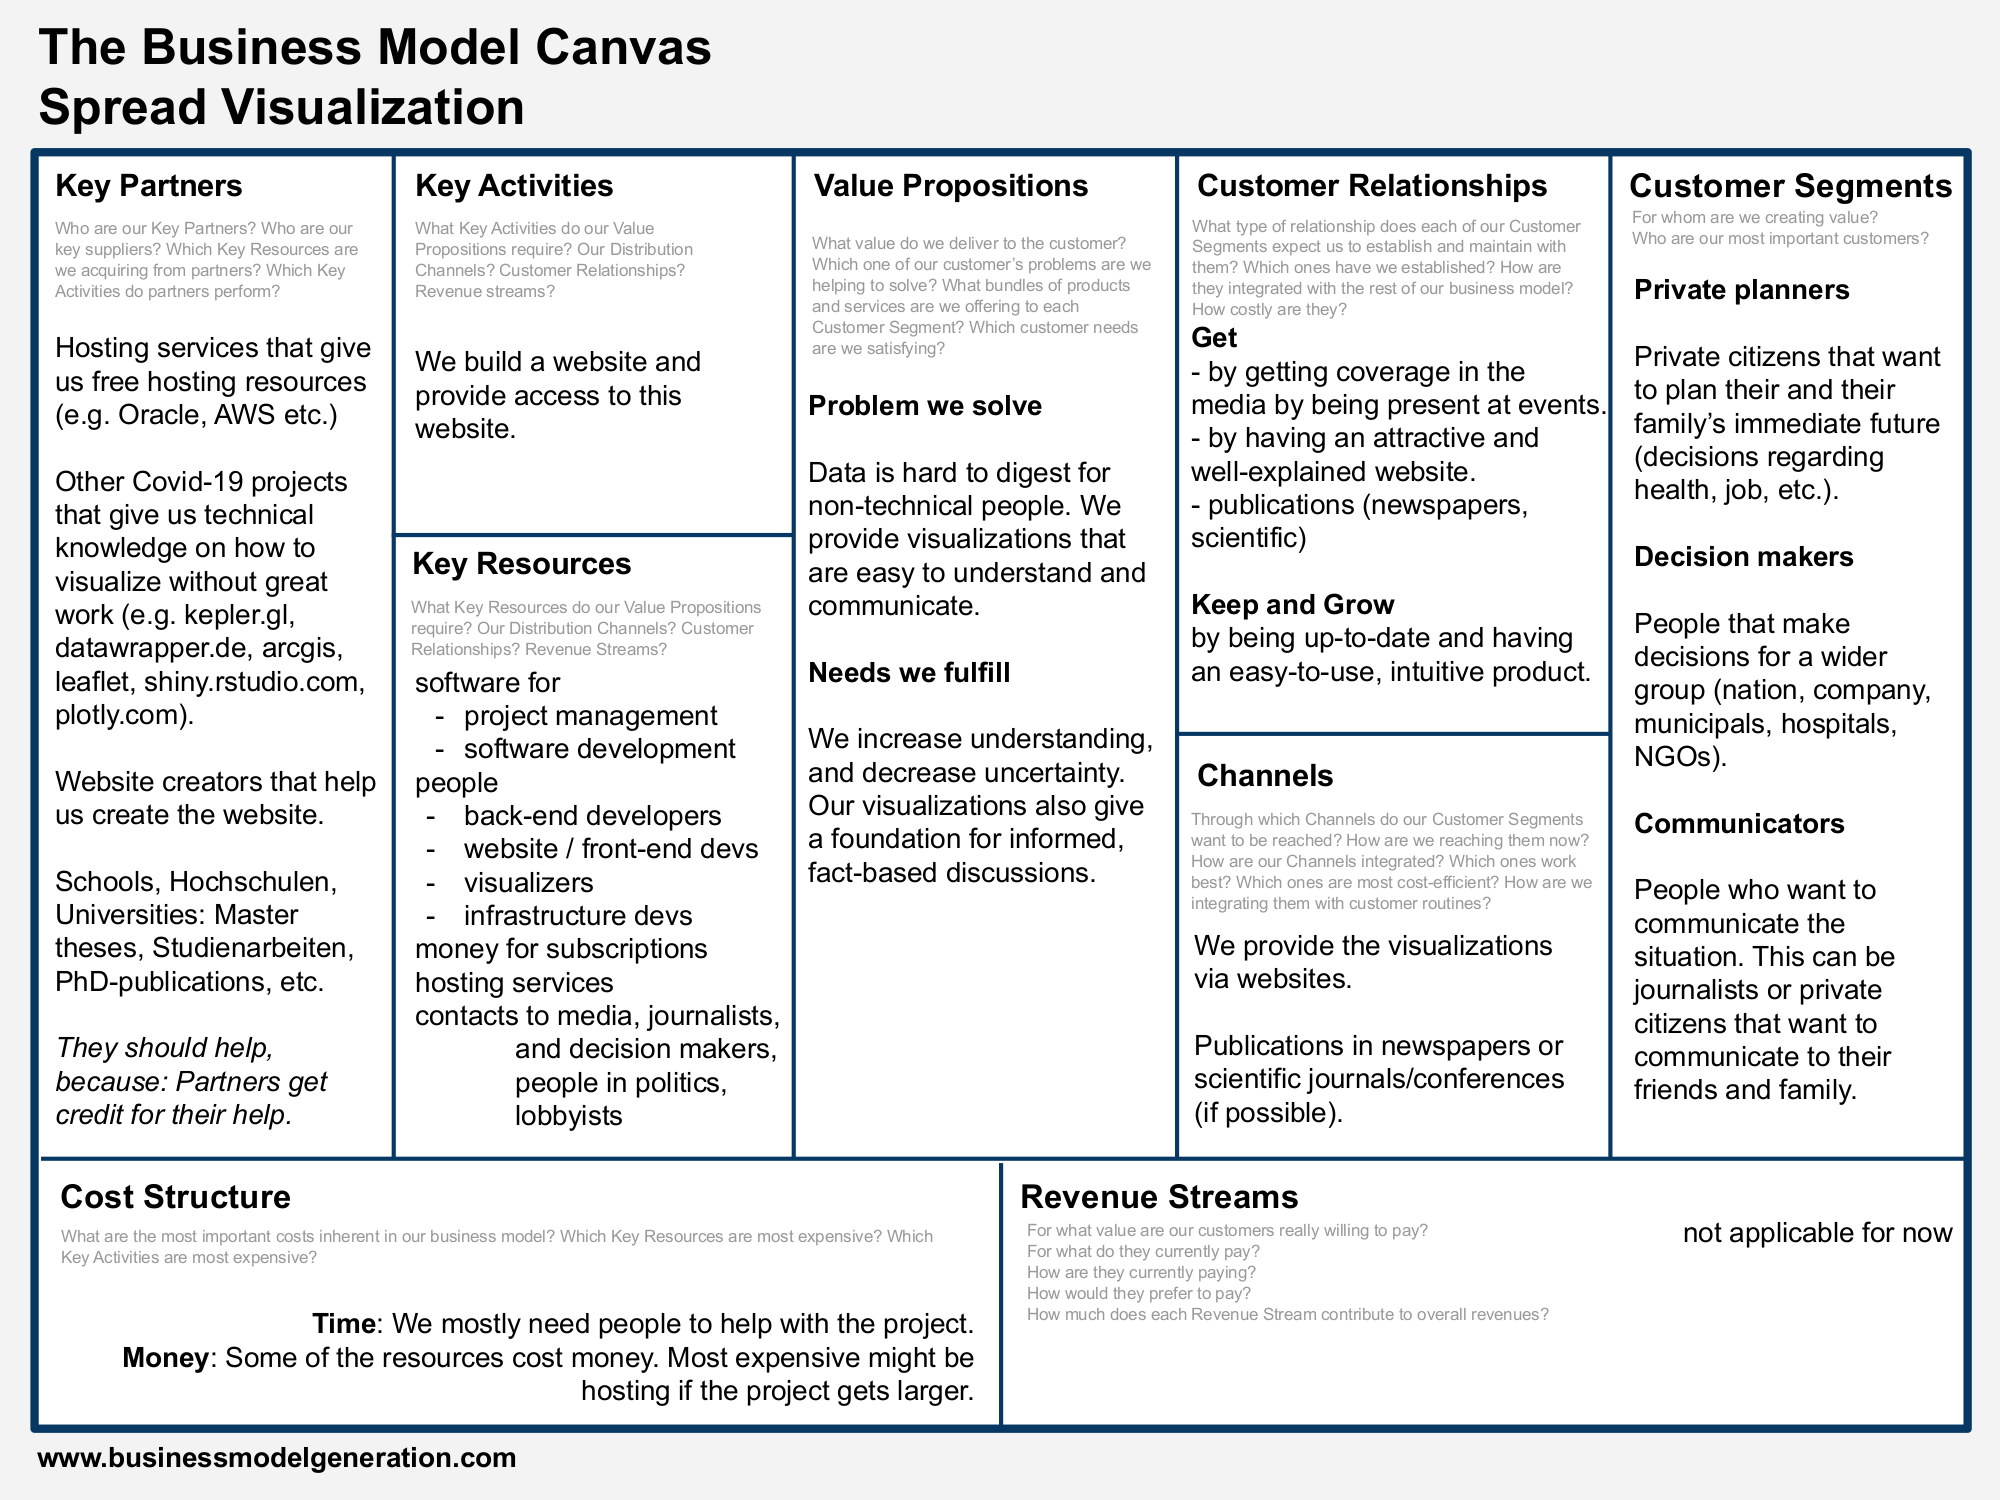 The Business Model Canvas
Spread Visualization
Key Partners
Who are our Key Partners? Who are our
key suppliers? Which Key Resources are
we acquiring from partners? Which Key
Activities do partners perform?
Hosting services that give
us free hosting resources
(e.g. Oracle, AWS etc.)
Other Covid-19 projects
that give us technical
knowledge on how to
visualize without great
work (e.g. kepler.gl,
datawrapper.de, arcgis,
leaflet, shiny.rstudio.com,
plotly.com).
Website creators that help
us create the website.
Schools, Hochschulen,
Universities: Master
theses, Studienarbeiten,
PhD-publications, etc.
They should help,
because: Partners get
credit for their help.
Key Activities
What Key Activities do our Value
Propositions require? Our Distribution
Channels? Customer Relationships?
Revenue streams?
We build a website and
provide access to this
website.
Key Resources
What Key Resources do our Value Propositions
require? Our Distribution Channels? Customer
Relationships? Revenue Streams?
software for
- project management
- software development
people
- back-end developers
- website / front-end devs
- visualizers
- infrastructure devs
money for subscriptions
hosting services
contacts to media, journalists,
and decision makers,
people in politics,
lobbyists
Value Propositions
What value do we deliver to the customer?
Which one of our customer's problems are we
helping to solve? What bundles of products
and services are we offering to each
Customer Segment? Which customer needs
are we satisfying?
Problem we solve
Data is hard to digest for
non-technical people. We
provide visualizations that
are easy to understand and
communicate.
Needs we fulfill
We increase understanding,
and decrease uncertainty.
Our visualizations also give
a foundation for informed,
fact-based discussions.
Customer Relationships
What type of relationship does each of our Customer
Segments expect us to establish and maintain with
them? Which ones have we established? How are
they integrated with the rest of our business model?
How costly are they?
Get
- by getting coverage in the
media by being present at events.
- by having an attractive and
well-explained website.
- publications (newspapers,
scientific)
Keep and Grow
by being up-to-date and having
an easy-to-use, intuitive product.
Channels
Through which Channels do our Customer Segments
want to be reached? How are we reaching them now?
How are our Channels integrated? Which ones work
best? Which ones are most cost-efficient? How are we
integrating them with customer routines?
We provide the visualizations
via websites.
Publications in newspapers or
scientific journals/conferences
(if possible).
Customer Segments
For whom are we creating value?
Who are our most important customers?
Private planners
Private citizens that want
to plan their and their
family’s immediate future
(decisions regarding
health, job, etc.).
Decision makers
People that make
decisions for a wider
group (nation, company,
municipals, hospitals,
NGOs).
Communicators
People who want to
communicate the
situation. This can be
journalists or private
citizens that want to
communicate to their
friends and family.
Cost Structure
What are the most important costs inherent in our business model? Which Key Resources are most expensive? Which
Key Activities are most expensive?
Time: We mostly need people to help with the project.
Money: Some of the resources cost money. Most expensive might be
hosting if the project gets larger.
Revenue Streams
For what value are our customers really willing to pay?
For what do they currently pay?
How are they currently paying?
How would they prefer to pay?
How much does each Revenue Stream contribute to overall revenues?
not applicable for now
www.businessmodelgeneration.com